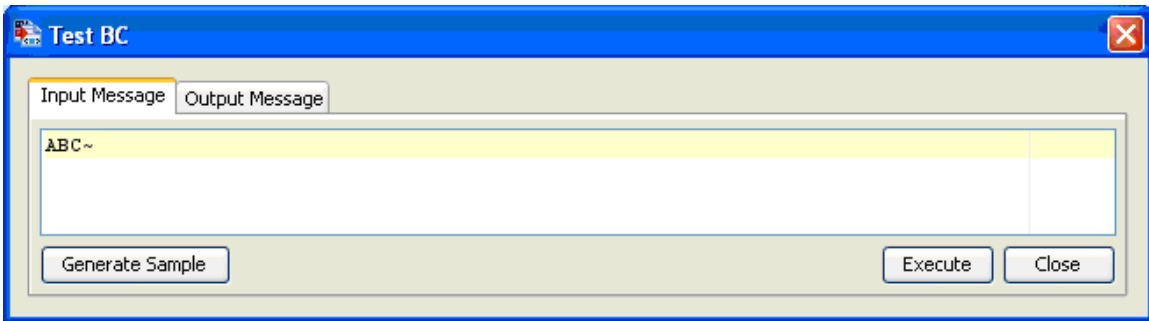 Test BC
Input Message Output Message
ABC~
Generate Sample Execute Close